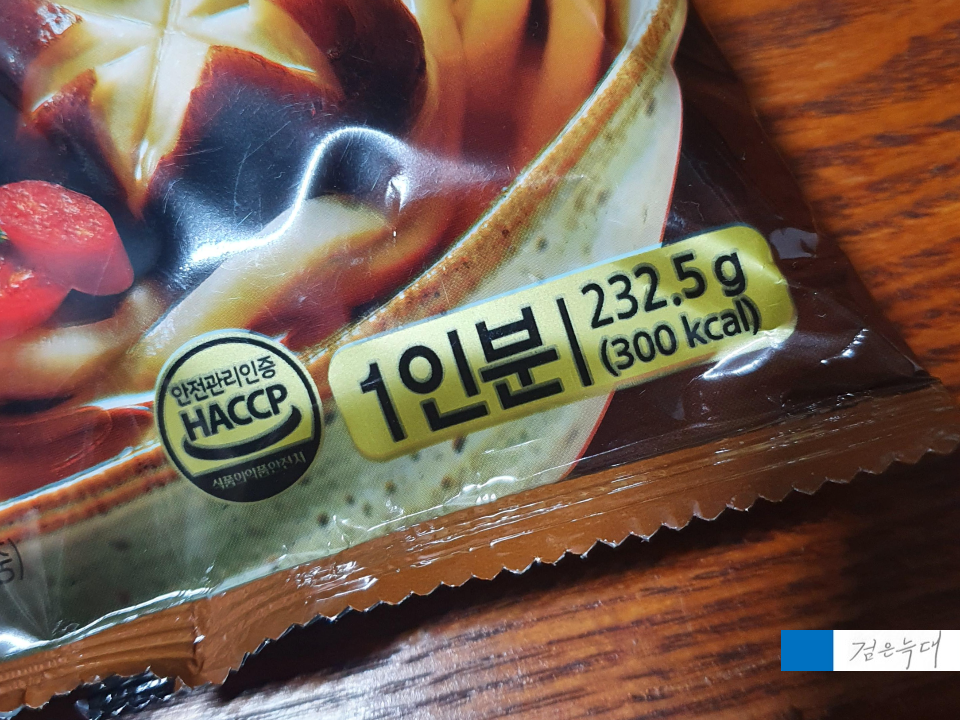 1인분
232.5 g
(300 kcal)
안전관리인증
HACCP
식품의약품안전처
검은늑대